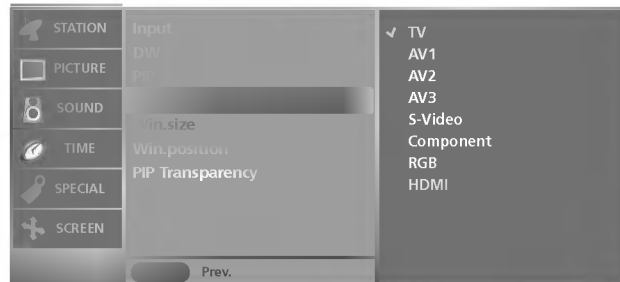 STATION
PICTURE
SOUND
TIME
SPECIAL
SCREEN
Input
DW
PIP
Win.size
Win.position
PIP Transparency
Prev.
TV
AV1
AV2
AV3
S-Video
Component
RGB
HDMI